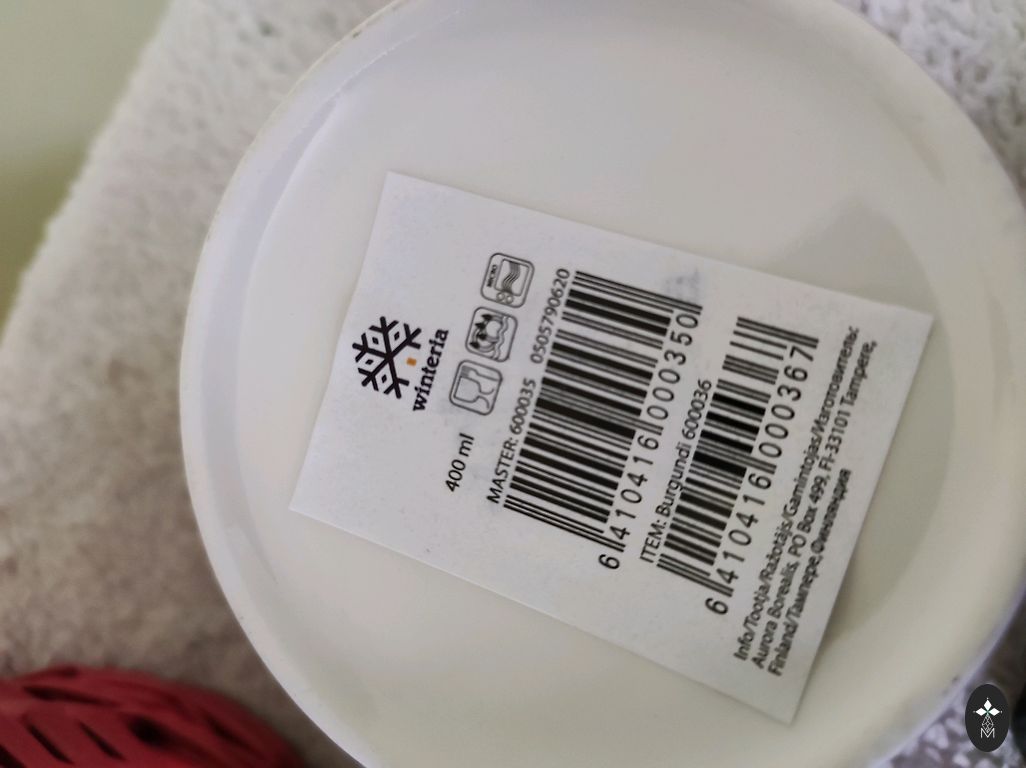 winteria
MICRO
400 ml
MASTER: 600035 0505790620
6 410416 000350
ITEM: Burgundi 600036
6 410416 000367
Info/Tootja/Ražotājs/Gamintojas/Изготовитель:
Aurora Borealis, PO Box 499, FI-33101 Tampere,
Finland/Тампере,Финляндия
M